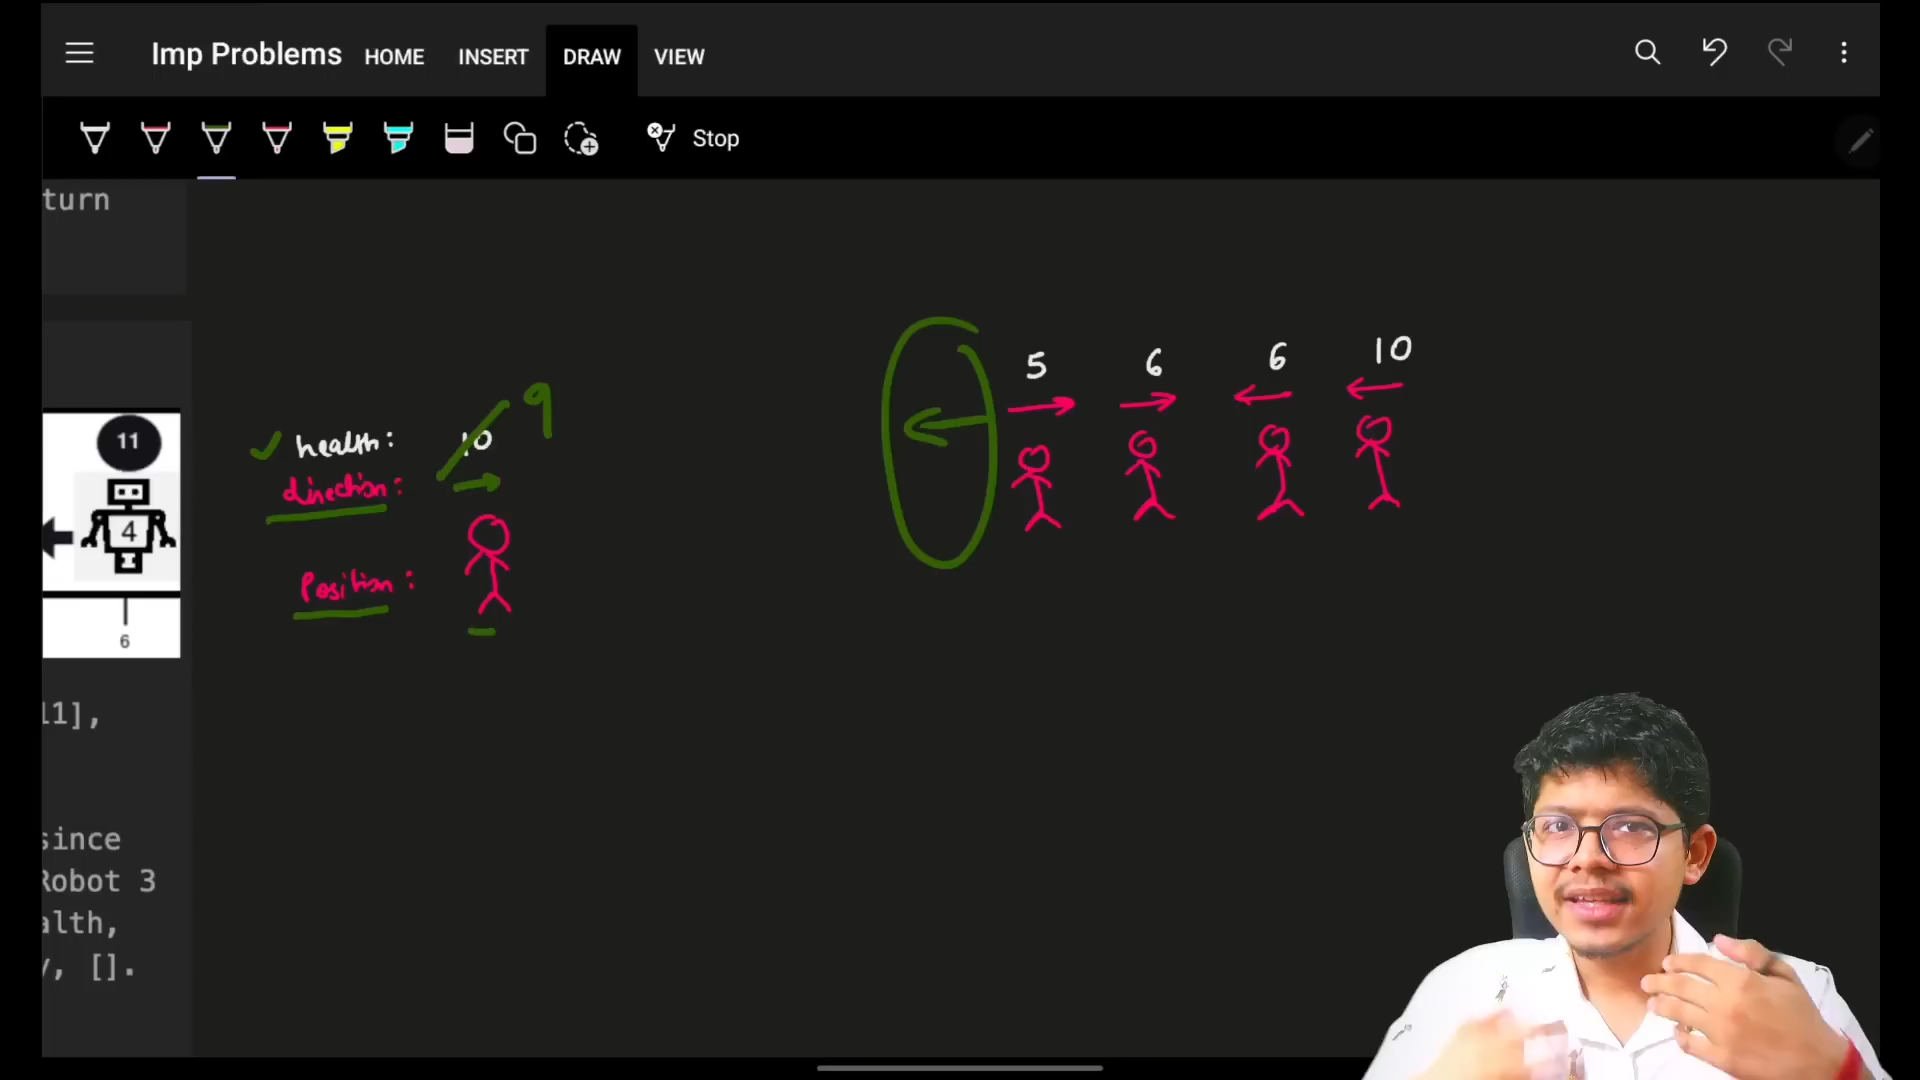 Imp Problems HOME INSERT DRAW VIEW
Stop
turn
5 6 6 10
9
11
health: 10
direction:
4
Position:
6
11],
since
Robot 3
alth,
y, [].